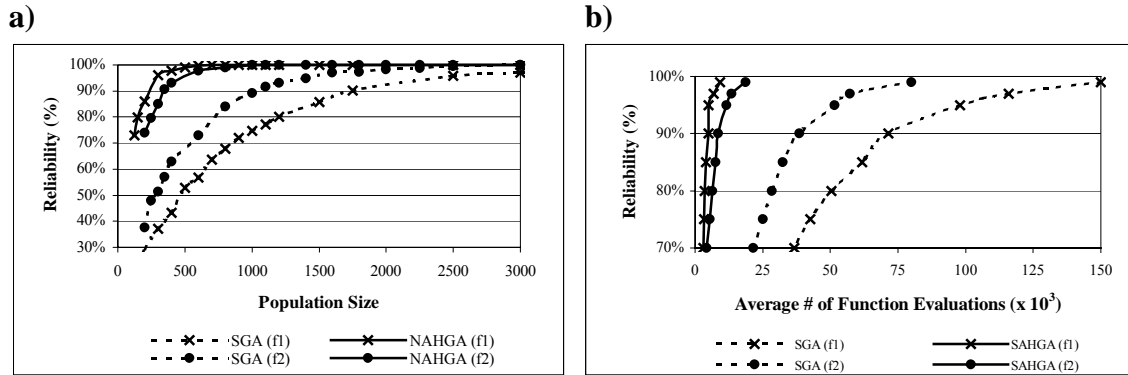 a)
100%
90%
80%
70%
60%
50%
40%
30%
Reliability (%)
0 500 1000 1500 2000 2500 3000
Population Size
SGA (f1) NAHGA (f1)
SGA (f2) NAHGA (f2)
b)
100%
90%
80%
70%
Reliability (%)
0 25 50 75 100 125 150
Average # of Function Evaluations (x 10³)
SGA (f1) SAHGA (f1)
SGA (f2) SAHGA (f2)